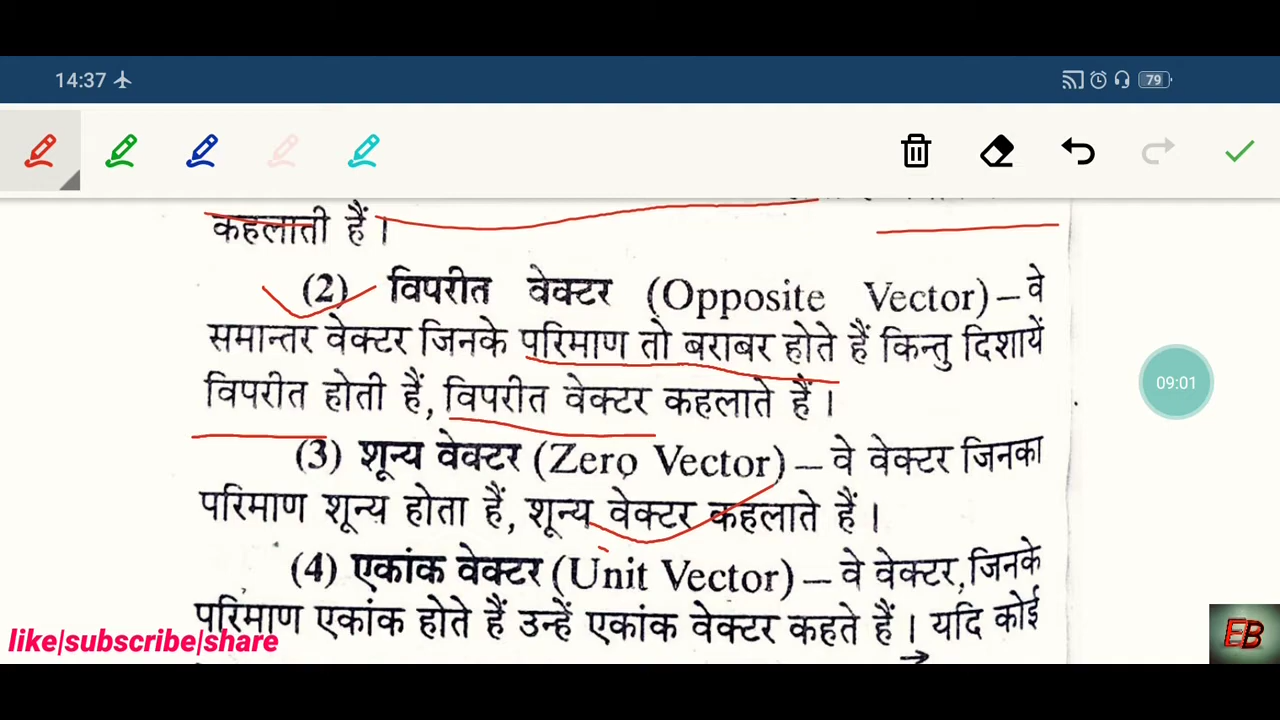 14:37
79
कहलाती हैं।
(2) विपरीत वेक्टर (Opposite Vector) – वे
समान्तर वेक्टर जिनके परिमाण तो बराबर होते हैं किन्तु दिशायें
विपरीत होती हैं, विपरीत वेक्टर कहलाते हैं।
09:01
(3) शून्य वेक्टर (Zero Vector) – वे वेक्टर जिनका
परिमाण शून्य होता हैं, शून्य वेक्टर कहलाते हैं।
(4) एकांक वेक्टर (Unit Vector) – वे वेक्टर, जिनके
परिमाण एकांक होते हैं उन्हें एकांक वेक्टर कहते हैं। यदि कोई
like|subscribe|share
EB